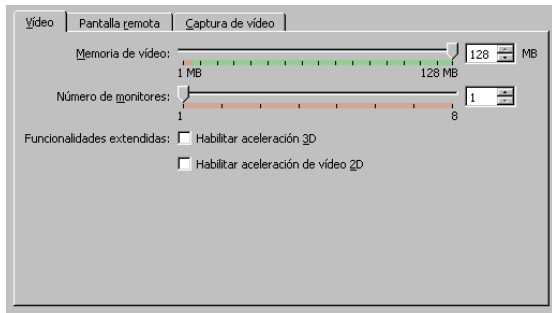 Vídeo Pantalla remota Captura de vídeo
Memoria de vídeo: 128 MB
1 MB 128 MB
Número de monitores: 1
1 8
Funcionalidades extendidas: Habilitar aceleración 3D
Habilitar aceleración de vídeo 2D